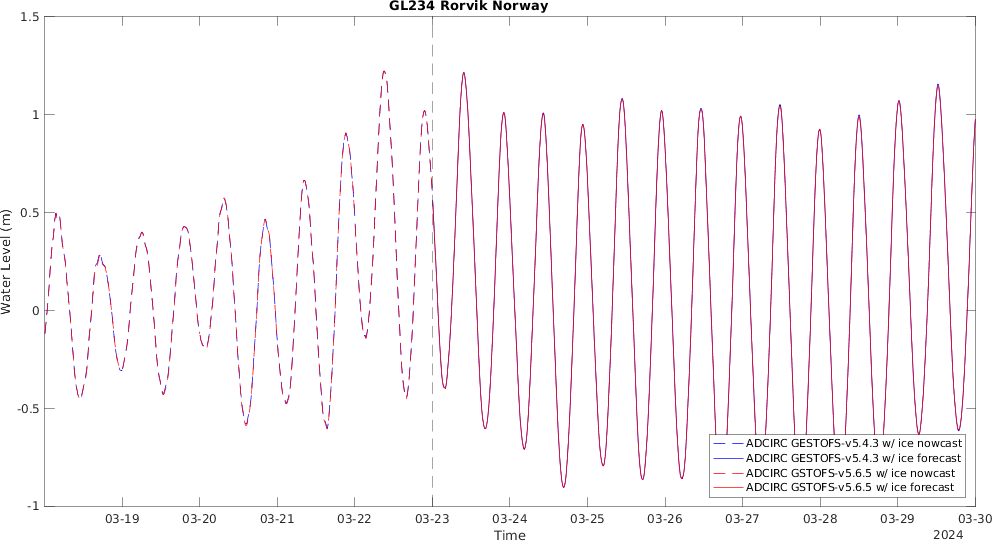 GL234 Rorvik Norway
1.5
1
0.5
0
-0.5
-1
Water Level (m)
03-19 03-20 03-21 03-22 03-23 03-24 03-25 03-26 03-27 03-28 03-29 03-30
Time
2024
ADCIRC GESTOFS-v5.4.3 w/ ice nowcast
ADCIRC GESTOFS-v5.4.3 w/ ice forecast
ADCIRC GSTOFS-v5.6.5 w/ ice nowcast
ADCIRC GSTOFS-v5.6.5 w/ ice forecast